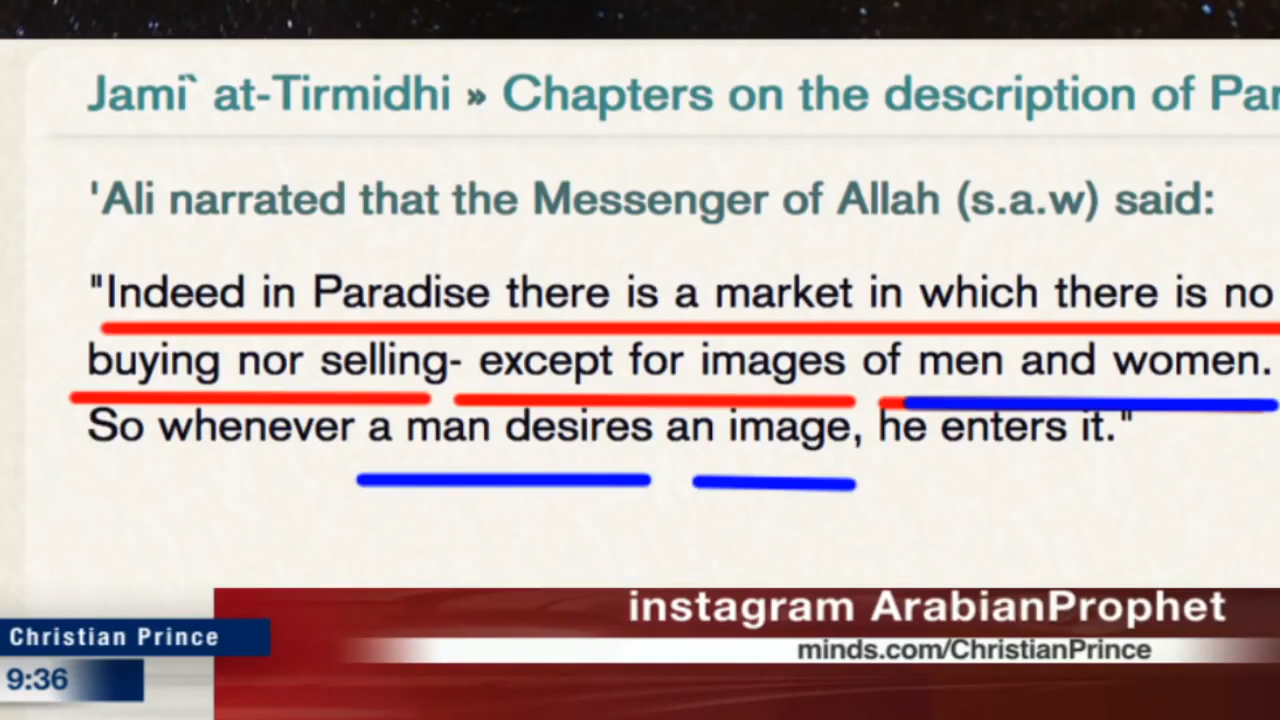 Jami` at-Tirmidhi » Chapters on the description of Par
'Ali narrated that the Messenger of Allah (s.a.w) said:
"Indeed in Paradise there is a market in which there is no
buying nor selling- except for images of men and women.
So whenever a man desires an image, he enters it."
instagram ArabianProphet
Christian Prince
minds.com/ChristianPrince
9:36